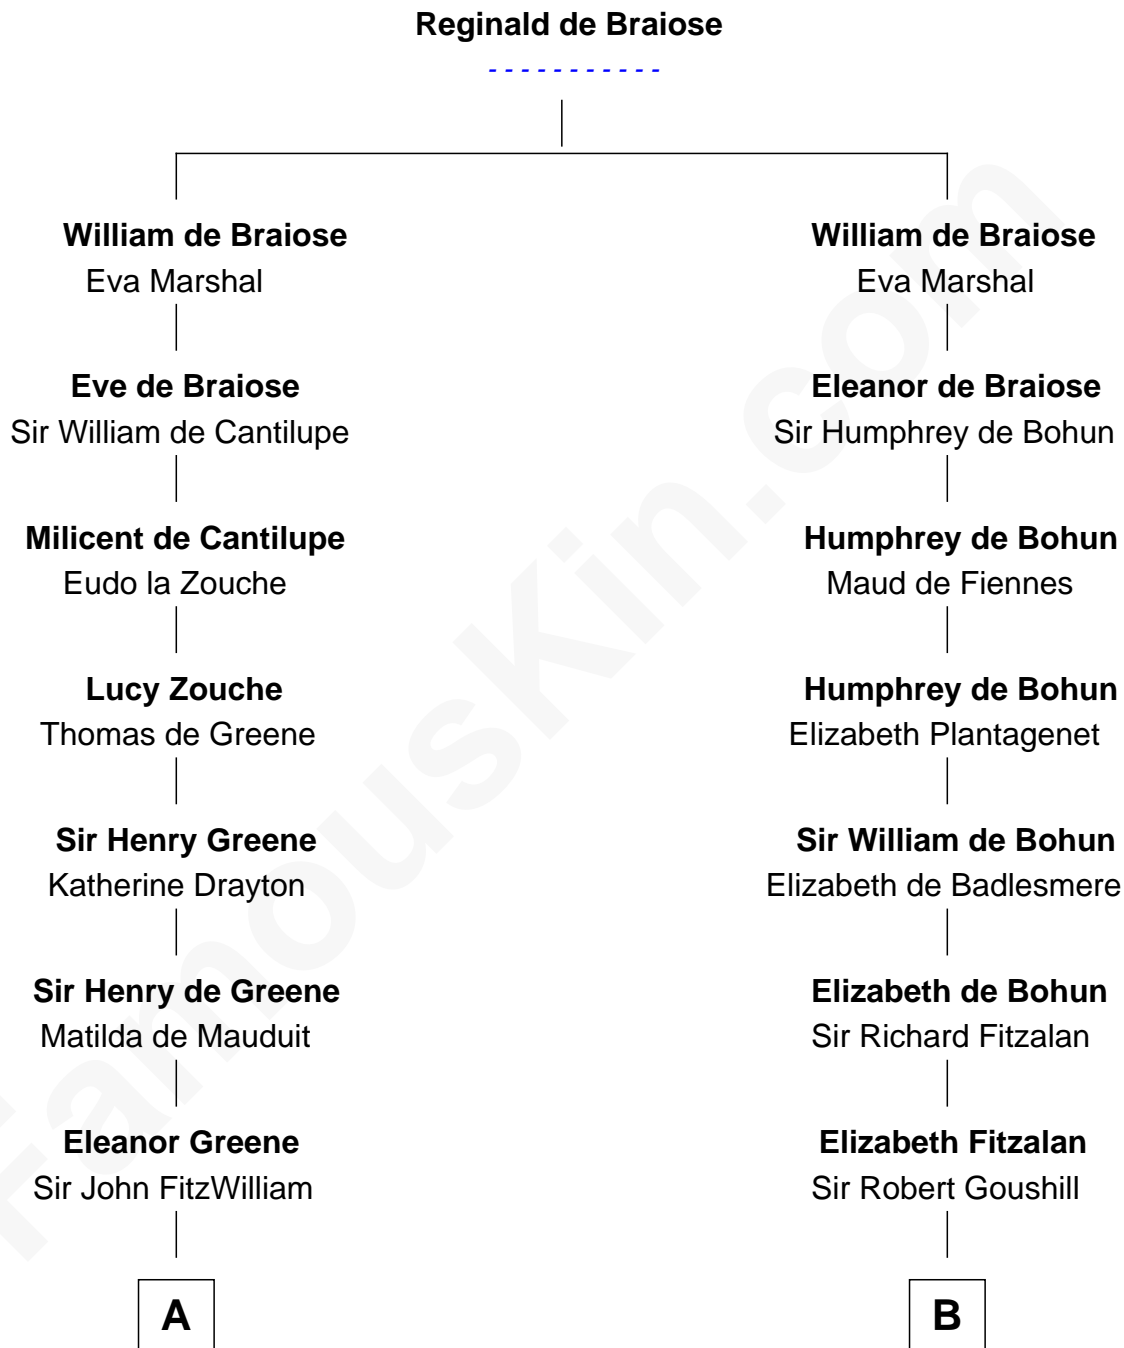 Reginald de Braiose
- - - - - - - - - - -
William de Braiose
Eva Marshal
Eve de Braiose
Sir William de Cantilupe
Milicent de Cantilupe
Eudo la Zouche
Lucy Zouche
Thomas de Greene
Sir Henry Greene
Katherine Drayton
Sir Henry de Greene
Matilda de Mauduit
Eleanor Greene
Sir John FitzWilliam
A
William de Braiose
Eva Marshal
Eleanor de Braiose
Sir Humphrey de Bohun
Humphrey de Bohun
Maud de Fiennes
Humphrey de Bohun
Elizabeth Plantagenet
Sir William de Bohun
Elizabeth de Badlesmere
Elizabeth de Bohun
Sir Richard Fitzalan
Elizabeth Fitzalan
Sir Robert Goushill
B
FamousKin.com